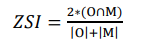 ZSI = 2*(O∩M) / |O|+|M|